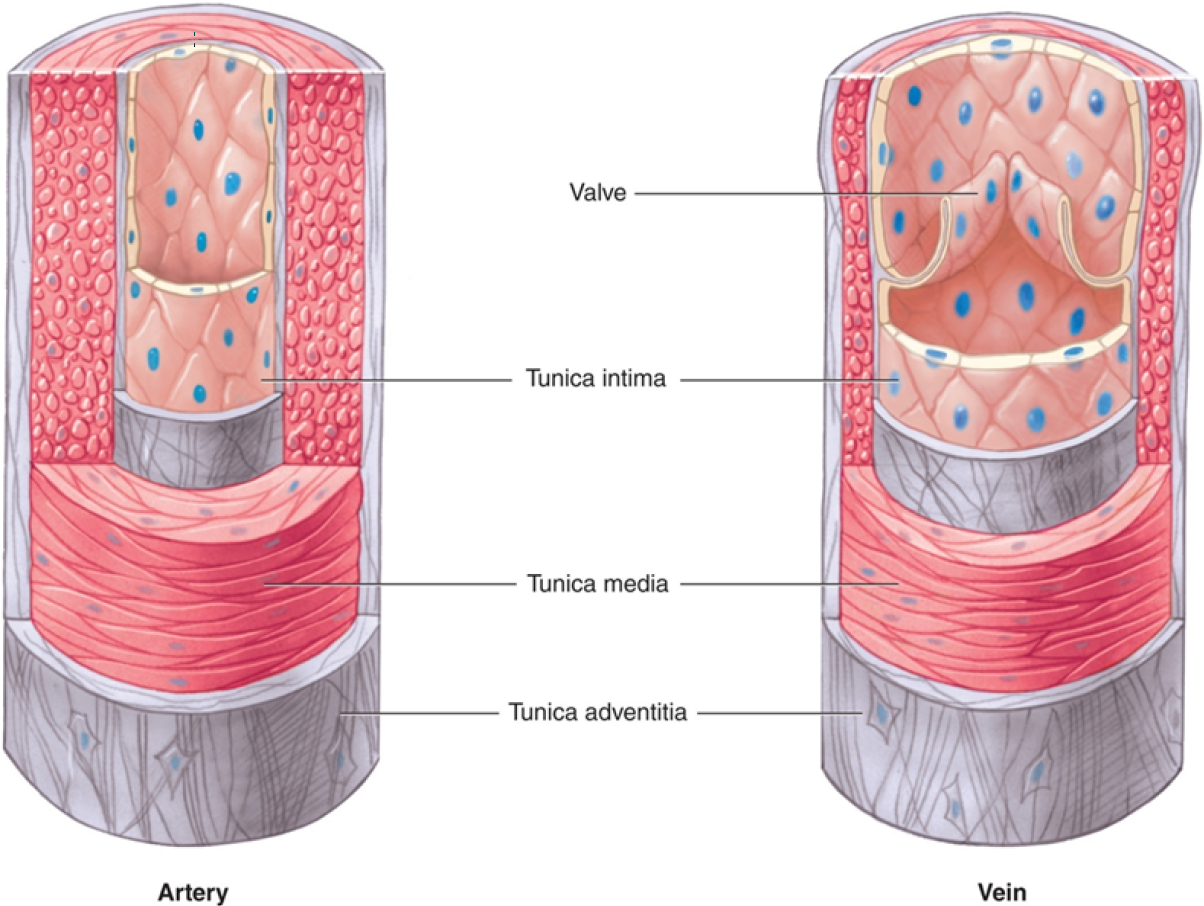 Valve
Tunica intima
Tunica media
Tunica adventitia
Artery
Vein